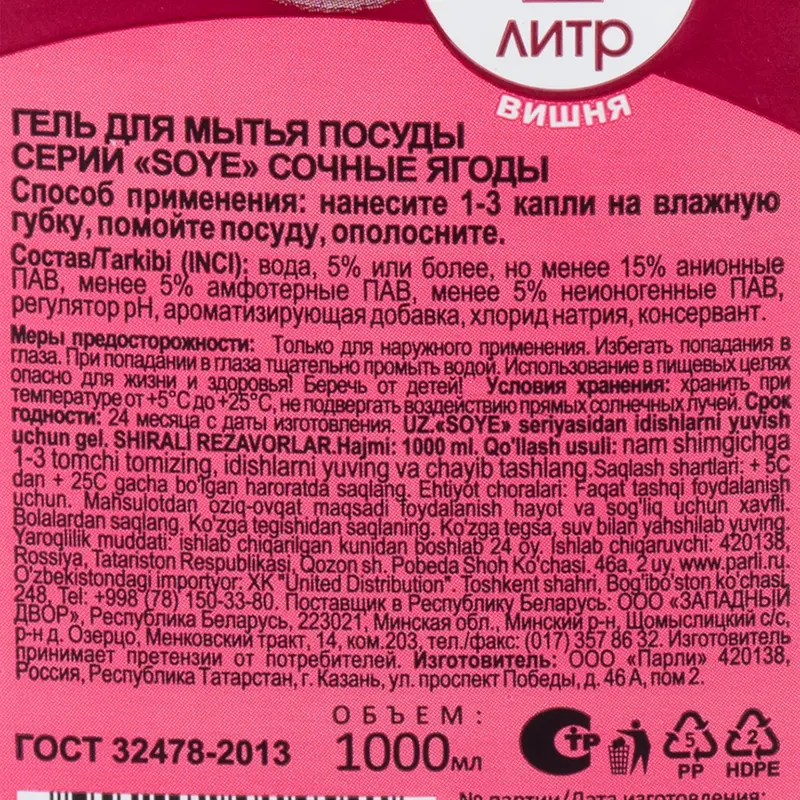 ЛИТР
ВИШНЯ
ГЕЛЬ ДЛЯ МЫТЬЯ ПОСУДЫ
СЕРИИ «SOYE» СОЧНЫЕ ЯГОДЫ
Способ применения: нанесите 1-3 капли на влажную
губку, помойте посуду, ополосните.
Состав/Tarkibi (INCI): вода, 5% или более, но менее 15% анионные
ПАВ, менее 5% амфотерные ПАВ, менее 5% неионогенные ПАВ,
регулятор pH, ароматизирующая добавка, хлорид натрия, консервант.
Меры предосторожности: Только для наружного применения. Избегать попадания в
глаза. При попадании в глаза тщательно промыть водой. Использование в пищевых целях
опасно для жизни и здоровья! Беречь от детей! Условия хранения: хранить при
температуре от +5°С до +25°С, не подвергать воздействию прямых солнечных лучей. Срок
годности: 24 месяца с даты изготовления. UZ.«SOYE» seriyasidan idishlarni yuvish
uchun gel. SHIRALI REZAVORLAR.Hajmi: 1000 ml. Qo'llash usuli: nam shimgichga
1-3 tomchi tomizing, idishlarni yuving va chayib tashlang.Saqlash shartlari: + 5C
dan + 25C gacha bo'lgan haroratda saqlang. Ehtiyot choralari: Faqat tashqi foydalanish
uchun. Mahsulotdan oziq-ovqat maqsadi foydalanish hayot va sog'liq uchun xavfli.
Bolalardan saqlang. Ko'zga tegishidan saqlaning. Ko'zga tegsa, suv bilan yahshilab yuving.
Yaroqlilik muddati: ishlab chiqarilgan kunidan boshlab 24 oy. Ishlab chiqaruvchi: 420138,
Rossiya, Tatariston Respublikasi, Qozon sh. Pobeda Shoh Ko'chasi. 46a, 2 uy, www.parli.ru.
O'zbekistondagi importyor: XK "United Distribution". Toshkent shahri, Bog'ibo'ston ko'chasi,
248, Tel: +998 (78) 150-33-80. Поставщик в Республику Беларусь: ООО «ЗАПАДНЫЙ
ДВОР», Республика Беларусь, 223021, Минская обл., Минский р-н, Щомыслицкий с/с,
р-н д. Озерцо, Менковский тракт, 14, ком.203, тел./факс: (017) 357 86 32. Изготовитель
принимает претензии от потребителей. Изготовитель: ООО «Парли» 420138,
Россия, Республика Татарстан, г. Казань, ул. проспект Победы, д. 46 А, пом 2.
ОБЪЕМ:
ГОСТ 32478-2013 1000мл
СТР
5 2
PP HDPE
№ партии/Дата изготовления: